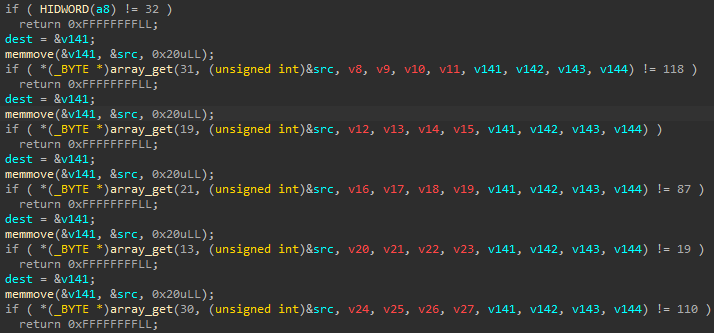 if ( HIDWORD(a8) != 32 )
  return 0xFFFFFFFFLL;
dest = &v141;
memmove(&v141, &src, 0x20uLL);
if ( *(_BYTE *)array_get(31, (unsigned int)&src, v8, v9, v10, v11, v141, v142, v143, v144) != 118 )
  return 0xFFFFFFFFLL;
dest = &v141;
memmove(&v141, &src, 0x20uLL);
if ( *(_BYTE *)array_get(19, (unsigned int)&src, v12, v13, v14, v15, v141, v142, v143, v144) )
  return 0xFFFFFFFFLL;
dest = &v141;
memmove(&v141, &src, 0x20uLL);
if ( *(_BYTE *)array_get(21, (unsigned int)&src, v16, v17, v18, v19, v141, v142, v143, v144) != 87 )
  return 0xFFFFFFFFLL;
dest = &v141;
memmove(&v141, &src, 0x20uLL);
if ( *(_BYTE *)array_get(13, (unsigned int)&src, v20, v21, v22, v23, v141, v142, v143, v144) != 19 )
  return 0xFFFFFFFFLL;
dest = &v141;
memmove(&v141, &src, 0x20uLL);
if ( *(_BYTE *)array_get(30, (unsigned int)&src, v24, v25, v26, v27, v141, v142, v143, v144) != 110 )
  return 0xFFFFFFFFLL;